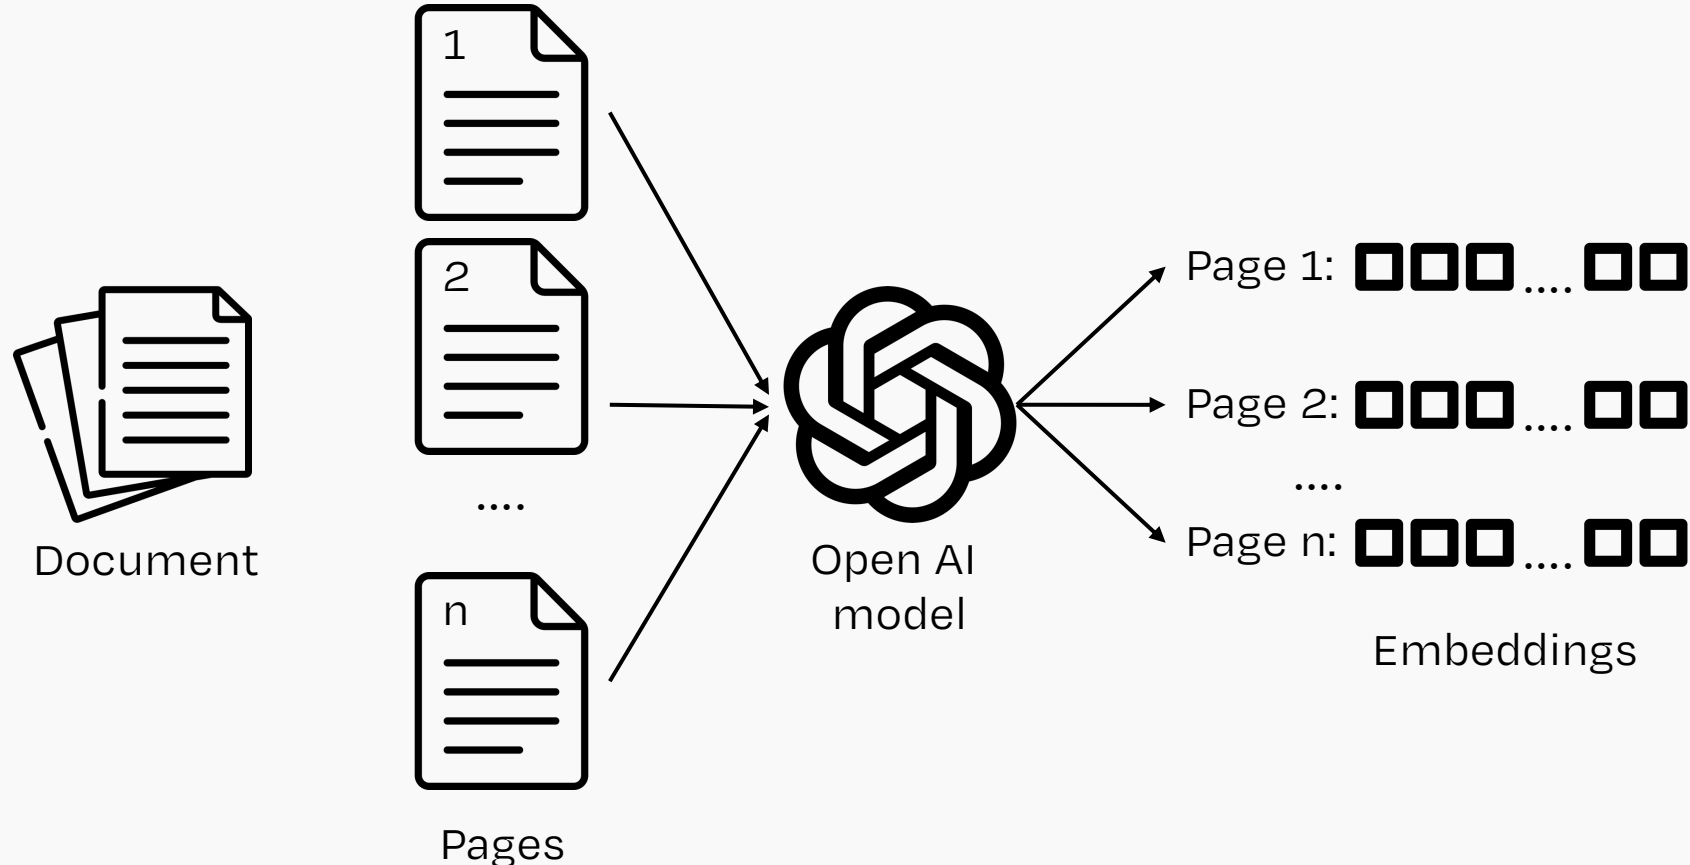 Document
1
2
....
n
Pages
Open AI
model
Page 1: ....
Page 2: ....
....
Page n: ....
Embeddings